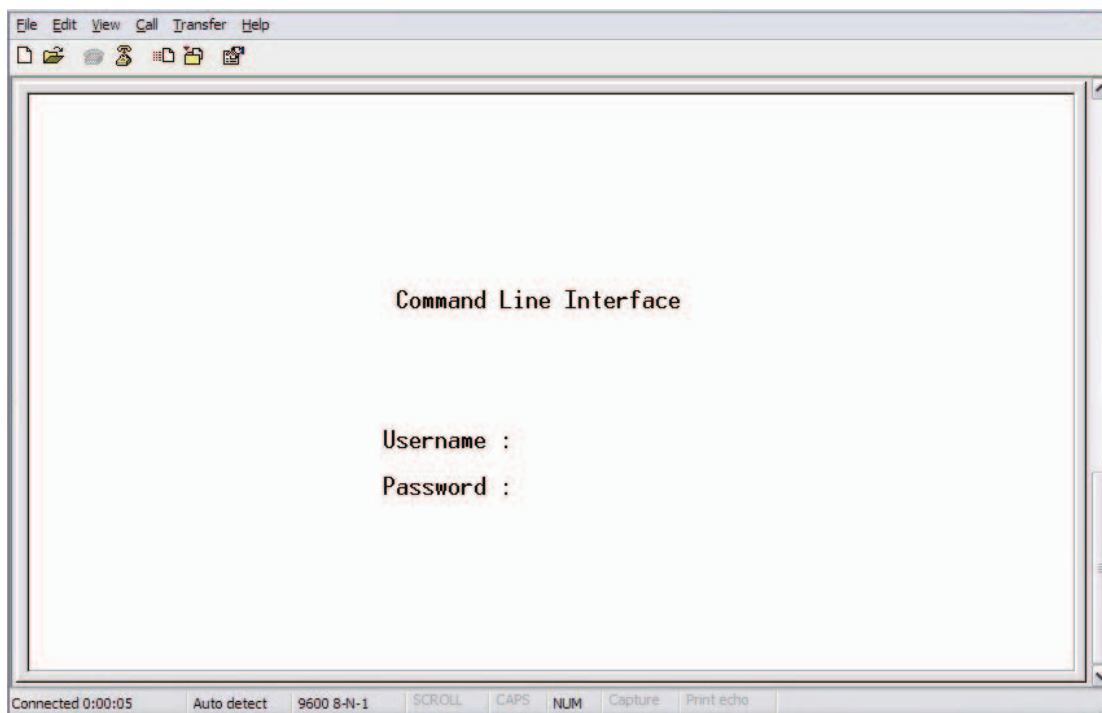 File Edit View Call Transfer Help
Command Line Interface
Username :
Password :
Connected 0:00:05 Auto detect 9600 8-N-1 SCROLL CAPS NUM Capture Print echo